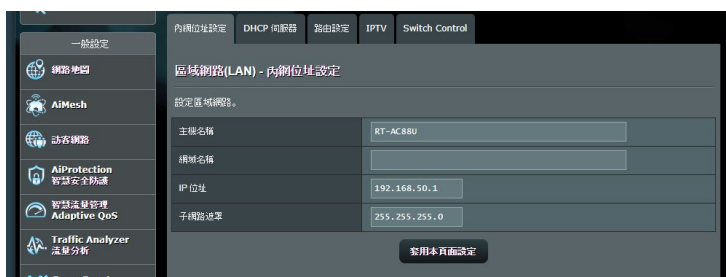 一般設定
網路地圖
AiMesh
訪客網路
AiProtection
智慧安全防護
智慧流量管理
Adaptive QoS
Traffic Analyzer
流量分析
內網位址設定 DHCP 伺服器 路由設定 IPTV Switch Control
區域網路(LAN) - 內網位址設定
設定區域網路。
主機名稱 RT-AC88U
網域名稱
IP 位址 192.168.50.1
子網路遮罩 255.255.255.0
套用本頁面設定